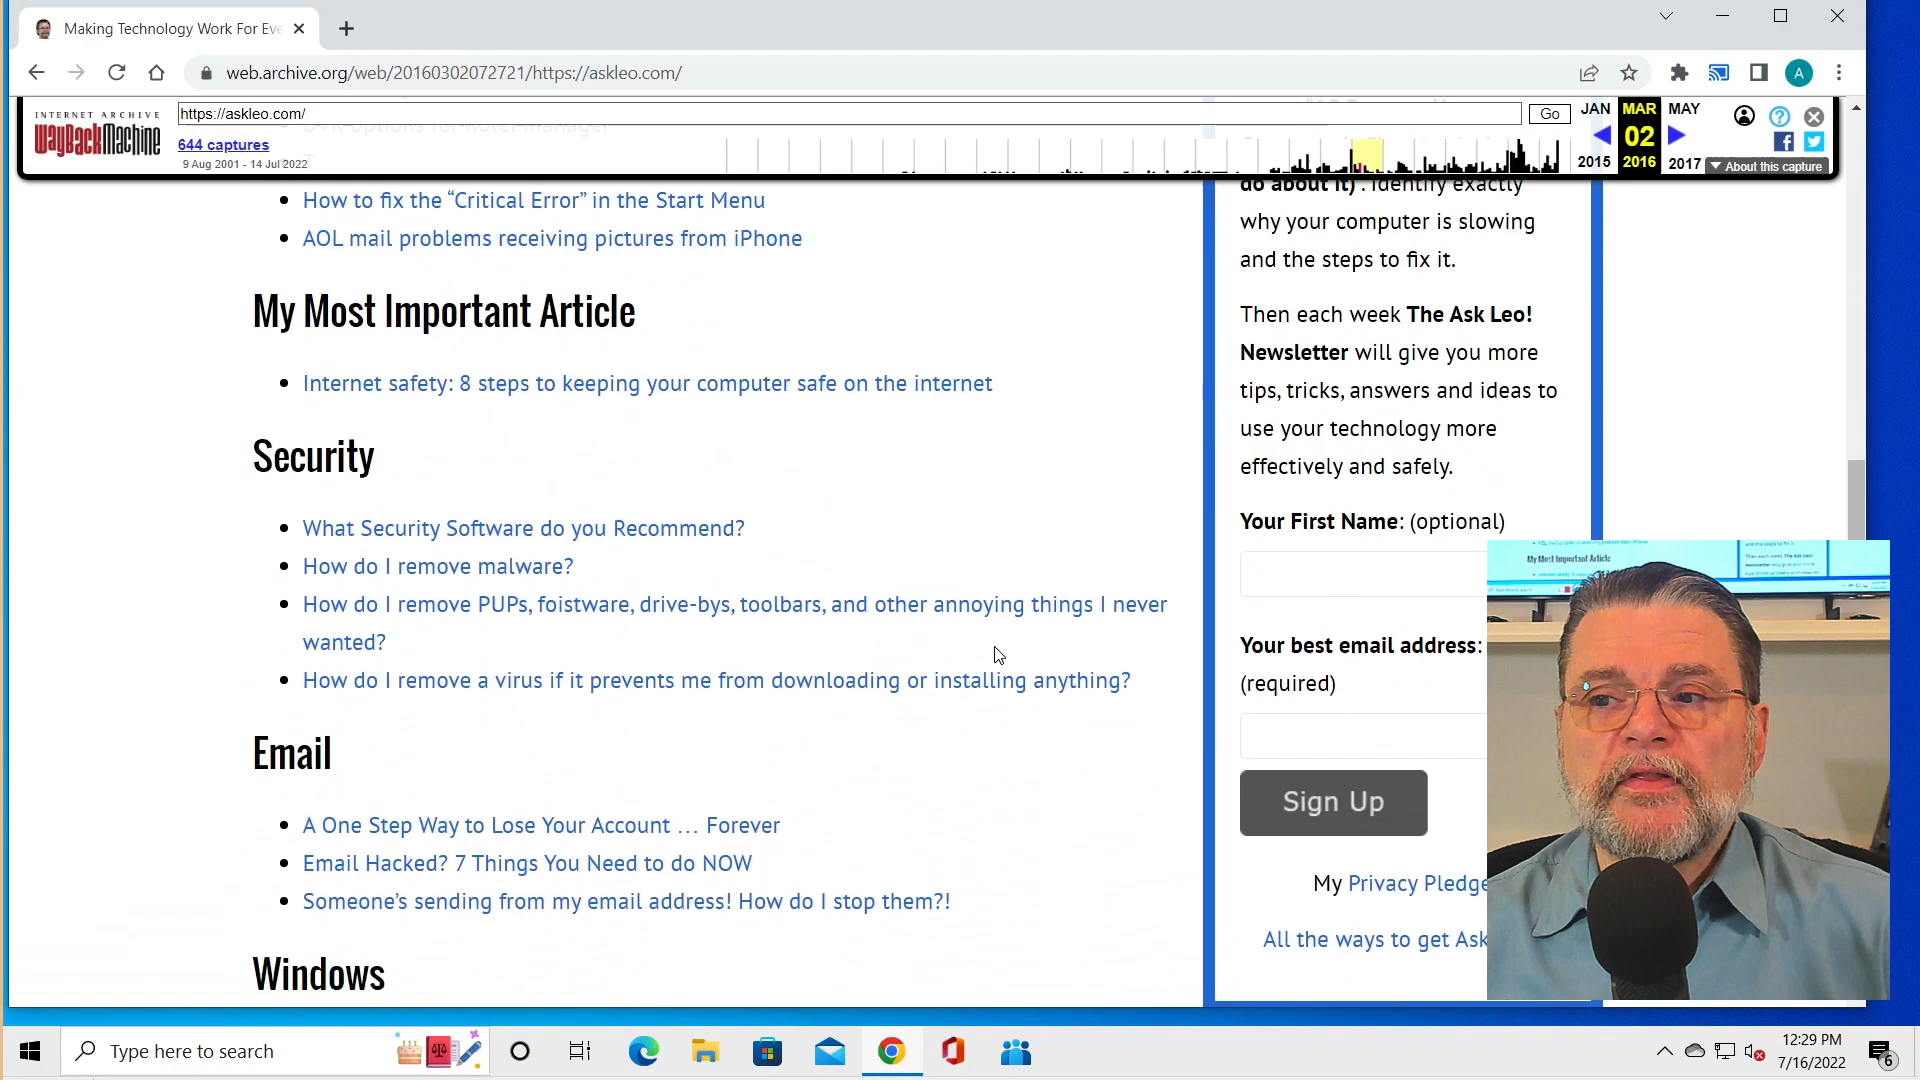 Making Technology Work For Eve
web.archive.org/web/20160302072721/https://askleo.com/
A
INTERNET ARCHIVE
WayBackMachine
https://askleo.com/
Go
644 captures
9 Aug 2001 - 14 Jul 2022
JAN MAR MAY
02
2015 2016 2017
About this capture
How to fix the “Critical Error” in the Start Menu
AOL mail problems receiving pictures from iPhone
My Most Important Article
Internet safety: 8 steps to keeping your computer safe on the internet
Security
What Security Software do you Recommend?
How do I remove malware?
How do I remove PUPs, foistware, drive-bys, toolbars, and other annoying things I never
wanted?
How do I remove a virus if it prevents me from downloading or installing anything?
Email
A One Step Way to Lose Your Account … Forever
Email Hacked? 7 Things You Need to do NOW
Someone’s sending from my email address! How do I stop them?!
Windows
do about it) . Identify exactly
why your computer is slowing
and the steps to fix it.
Then each week The Ask Leo!
Newsletter will give you more
tips, tricks, answers and ideas to
use your technology more
effectively and safely.
Your First Name: (optional)
Your best email address:
(required)
Sign Up
My Privacy Pledge
All the ways to get Ask
My Most Important Article
Type here to search
12:29 PM
7/16/2022
6